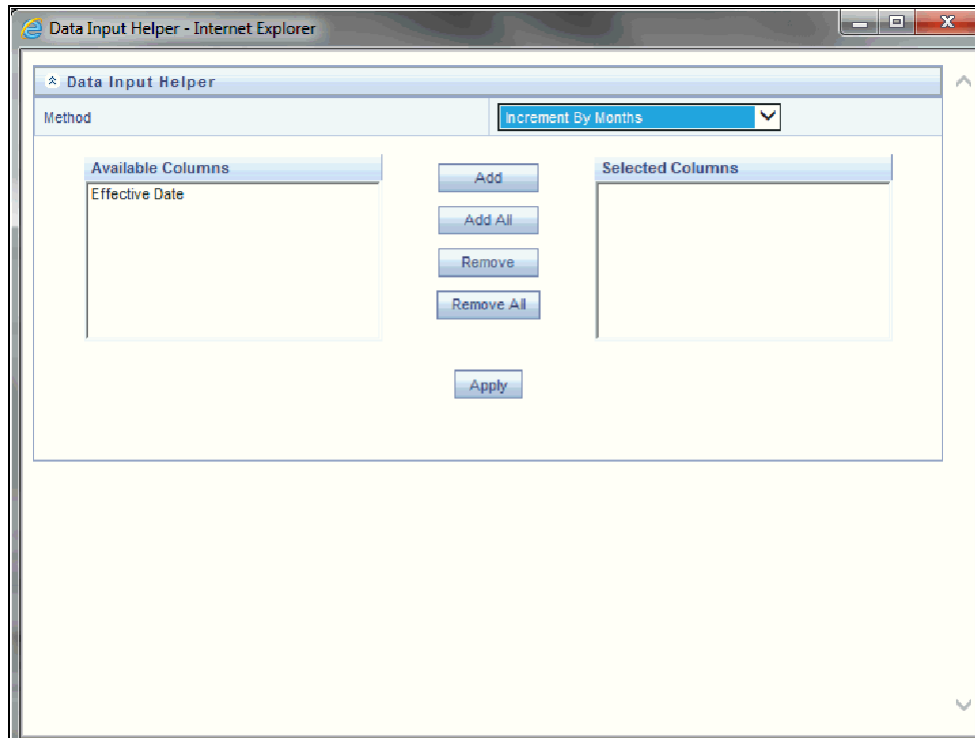 Data Input Helper - Internet Explorer
Data Input Helper
Method
Increment By Months
Available Columns
Effective Date
Add
Add All
Remove
Remove All
Selected Columns
Apply